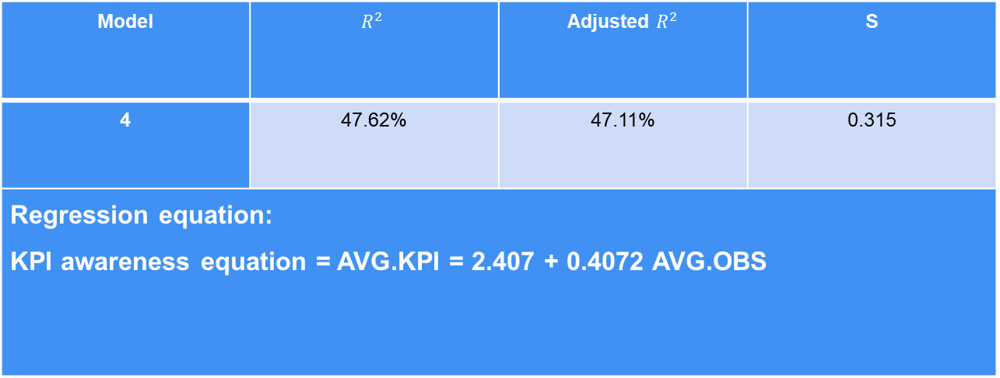 Model R² Adjusted R² S
4 47.62% 47.11% 0.315
Regression equation:
KPI awareness equation = AVG.KPI = 2.407 + 0.4072 AVG.OBS